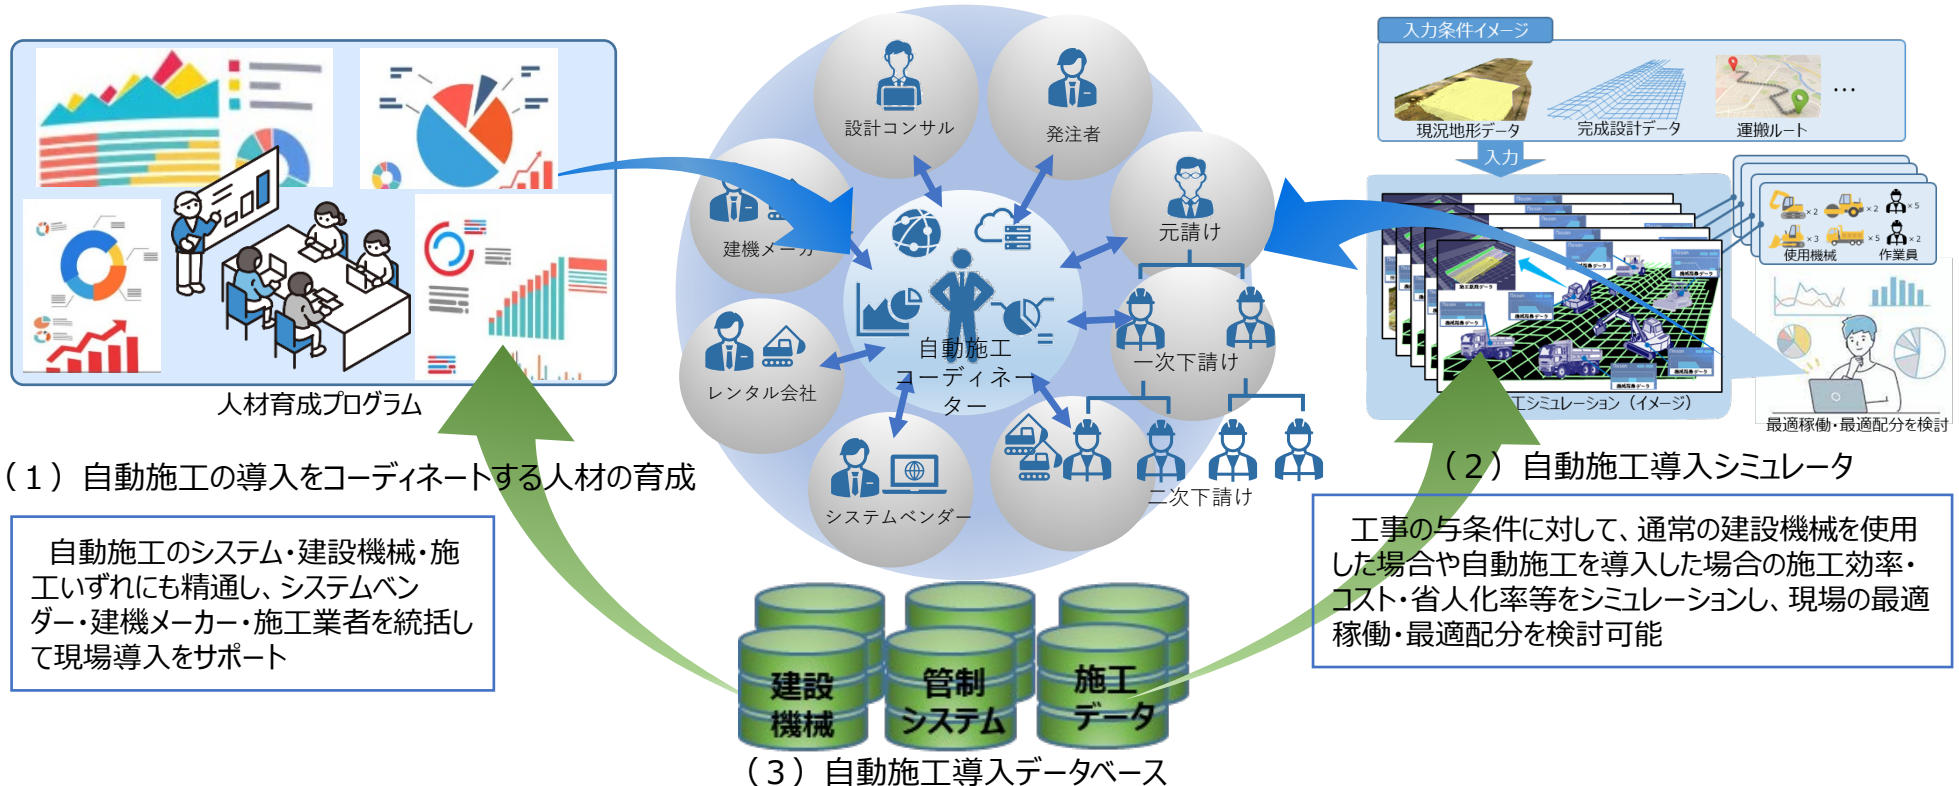 入力条件イメージ
現況地形データ
完成設計データ
運搬ルート
…
入力
×2
×2
×5
×3
×5
×2
使用機械
作業員
施工シミュレーション（イメージ）
最適稼働・最適配分を検討
設計コンサル
発注者
建機メーカ
元請け
自動施工
コーディネー
ター
一次下請け
レンタル会社
システムベンダー
二次下請け
人材育成プログラム
（１）自動施工の導入をコーディネートする人材の育成
自動施工のシステム・建設機械・施
工いずれにも精通し、システムベン
ダー・建機メーカー・施工業者を統括し
て現場導入をサポート
（２）自動施工導入シミュレータ
工事の与条件に対して、通常の建設機械を使用
した場合や自動施工を導入した場合の施工効率・
コスト・省人化率等をシミュレーションし、現場の最適
稼働・最適配分を検討可能
建設
機械
管制
システム
施工
データ
（３）自動施工導入データベース